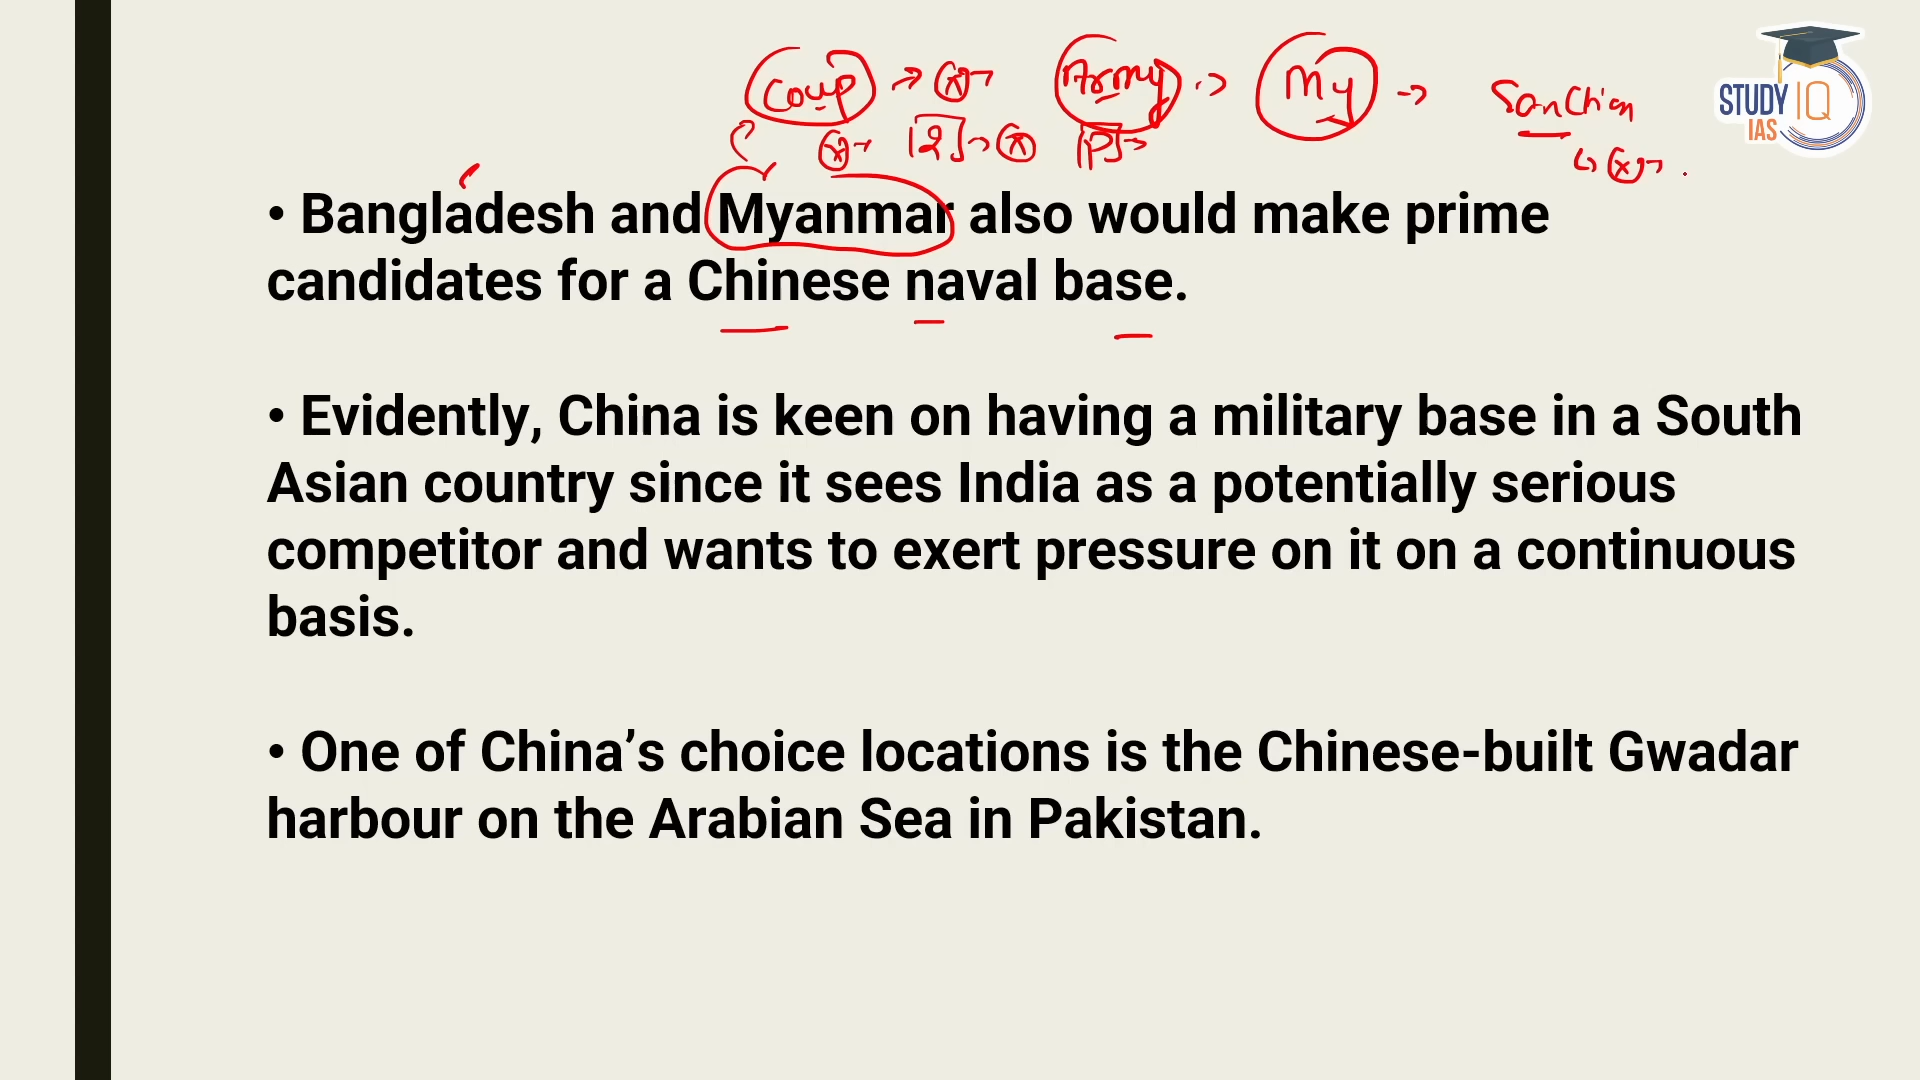 Coup Army My
STUDY IQ
IAS
• Bangladesh and Myanmar also would make prime
candidates for a Chinese naval base.
• Evidently, China is keen on having a military base in a South
Asian country since it sees India as a potentially serious
competitor and wants to exert pressure on it on a continuous
basis.
• One of China’s choice locations is the Chinese-built Gwadar
harbour on the Arabian Sea in Pakistan.